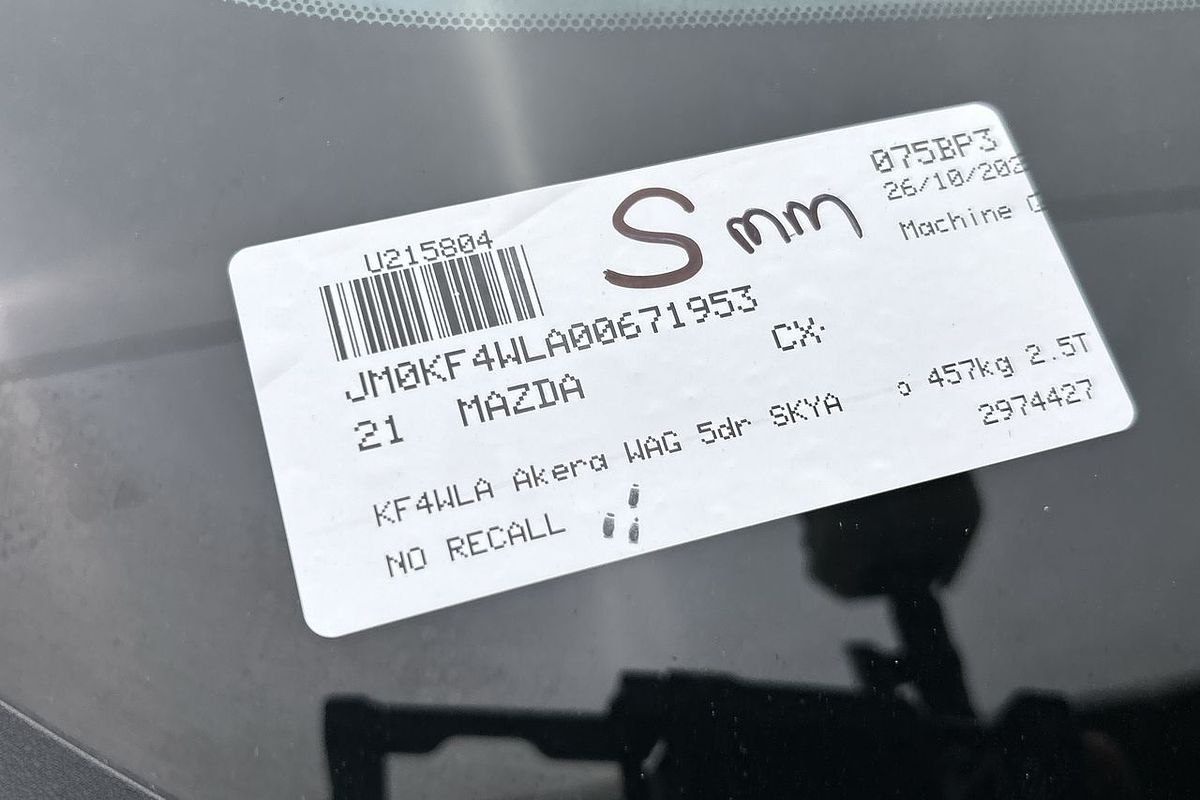 075BP3
26/10/202
Machine
U215804
S mm
JM0KF4WLA00671953
21 MAZDA CX-
KF4WLA Akera WAG 5dr SKYA 457kg 2.5T
2974427
NO RECALL